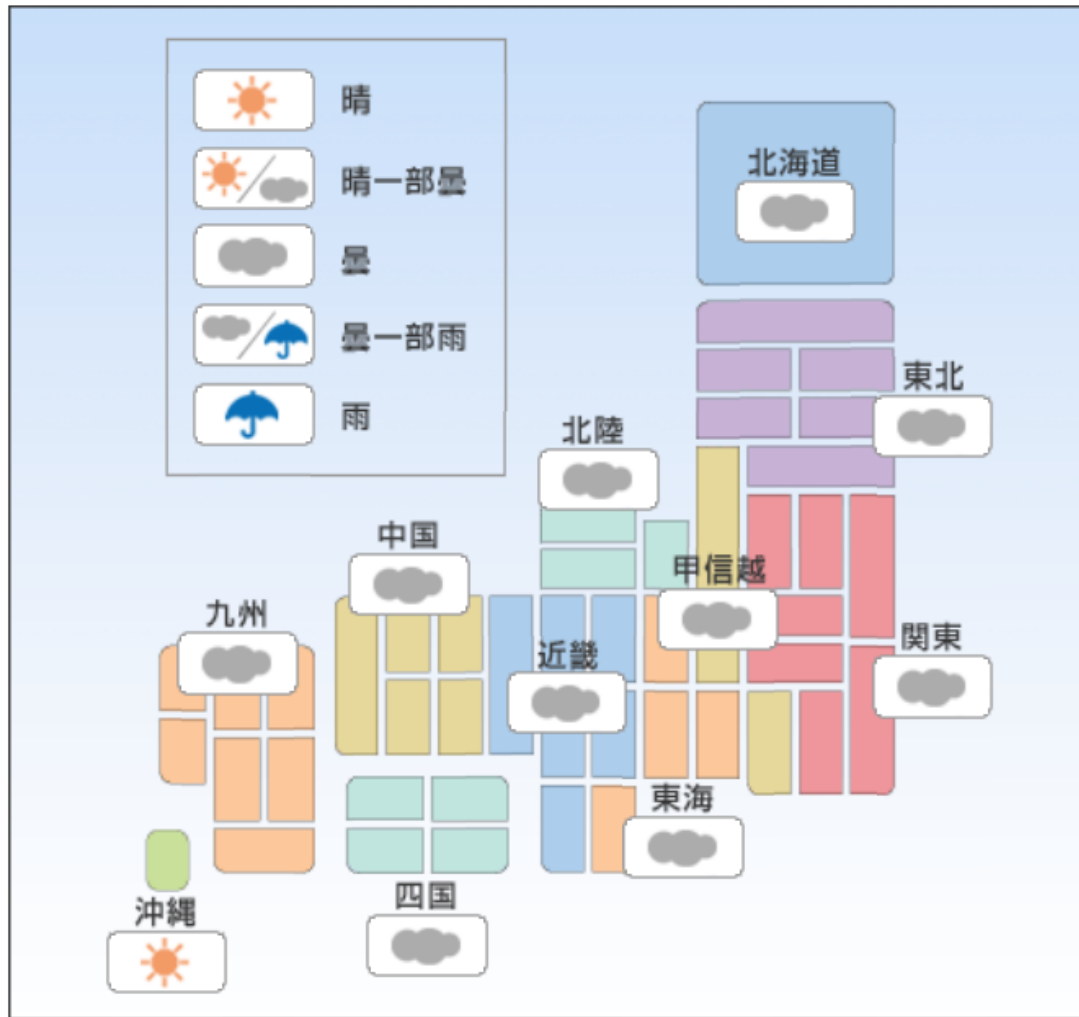 晴
晴一部曇
曇
曇一部雨
雨
北海道
東北
北陸
中国
甲信越
九州
近畿
関東
東海
四国
沖縄